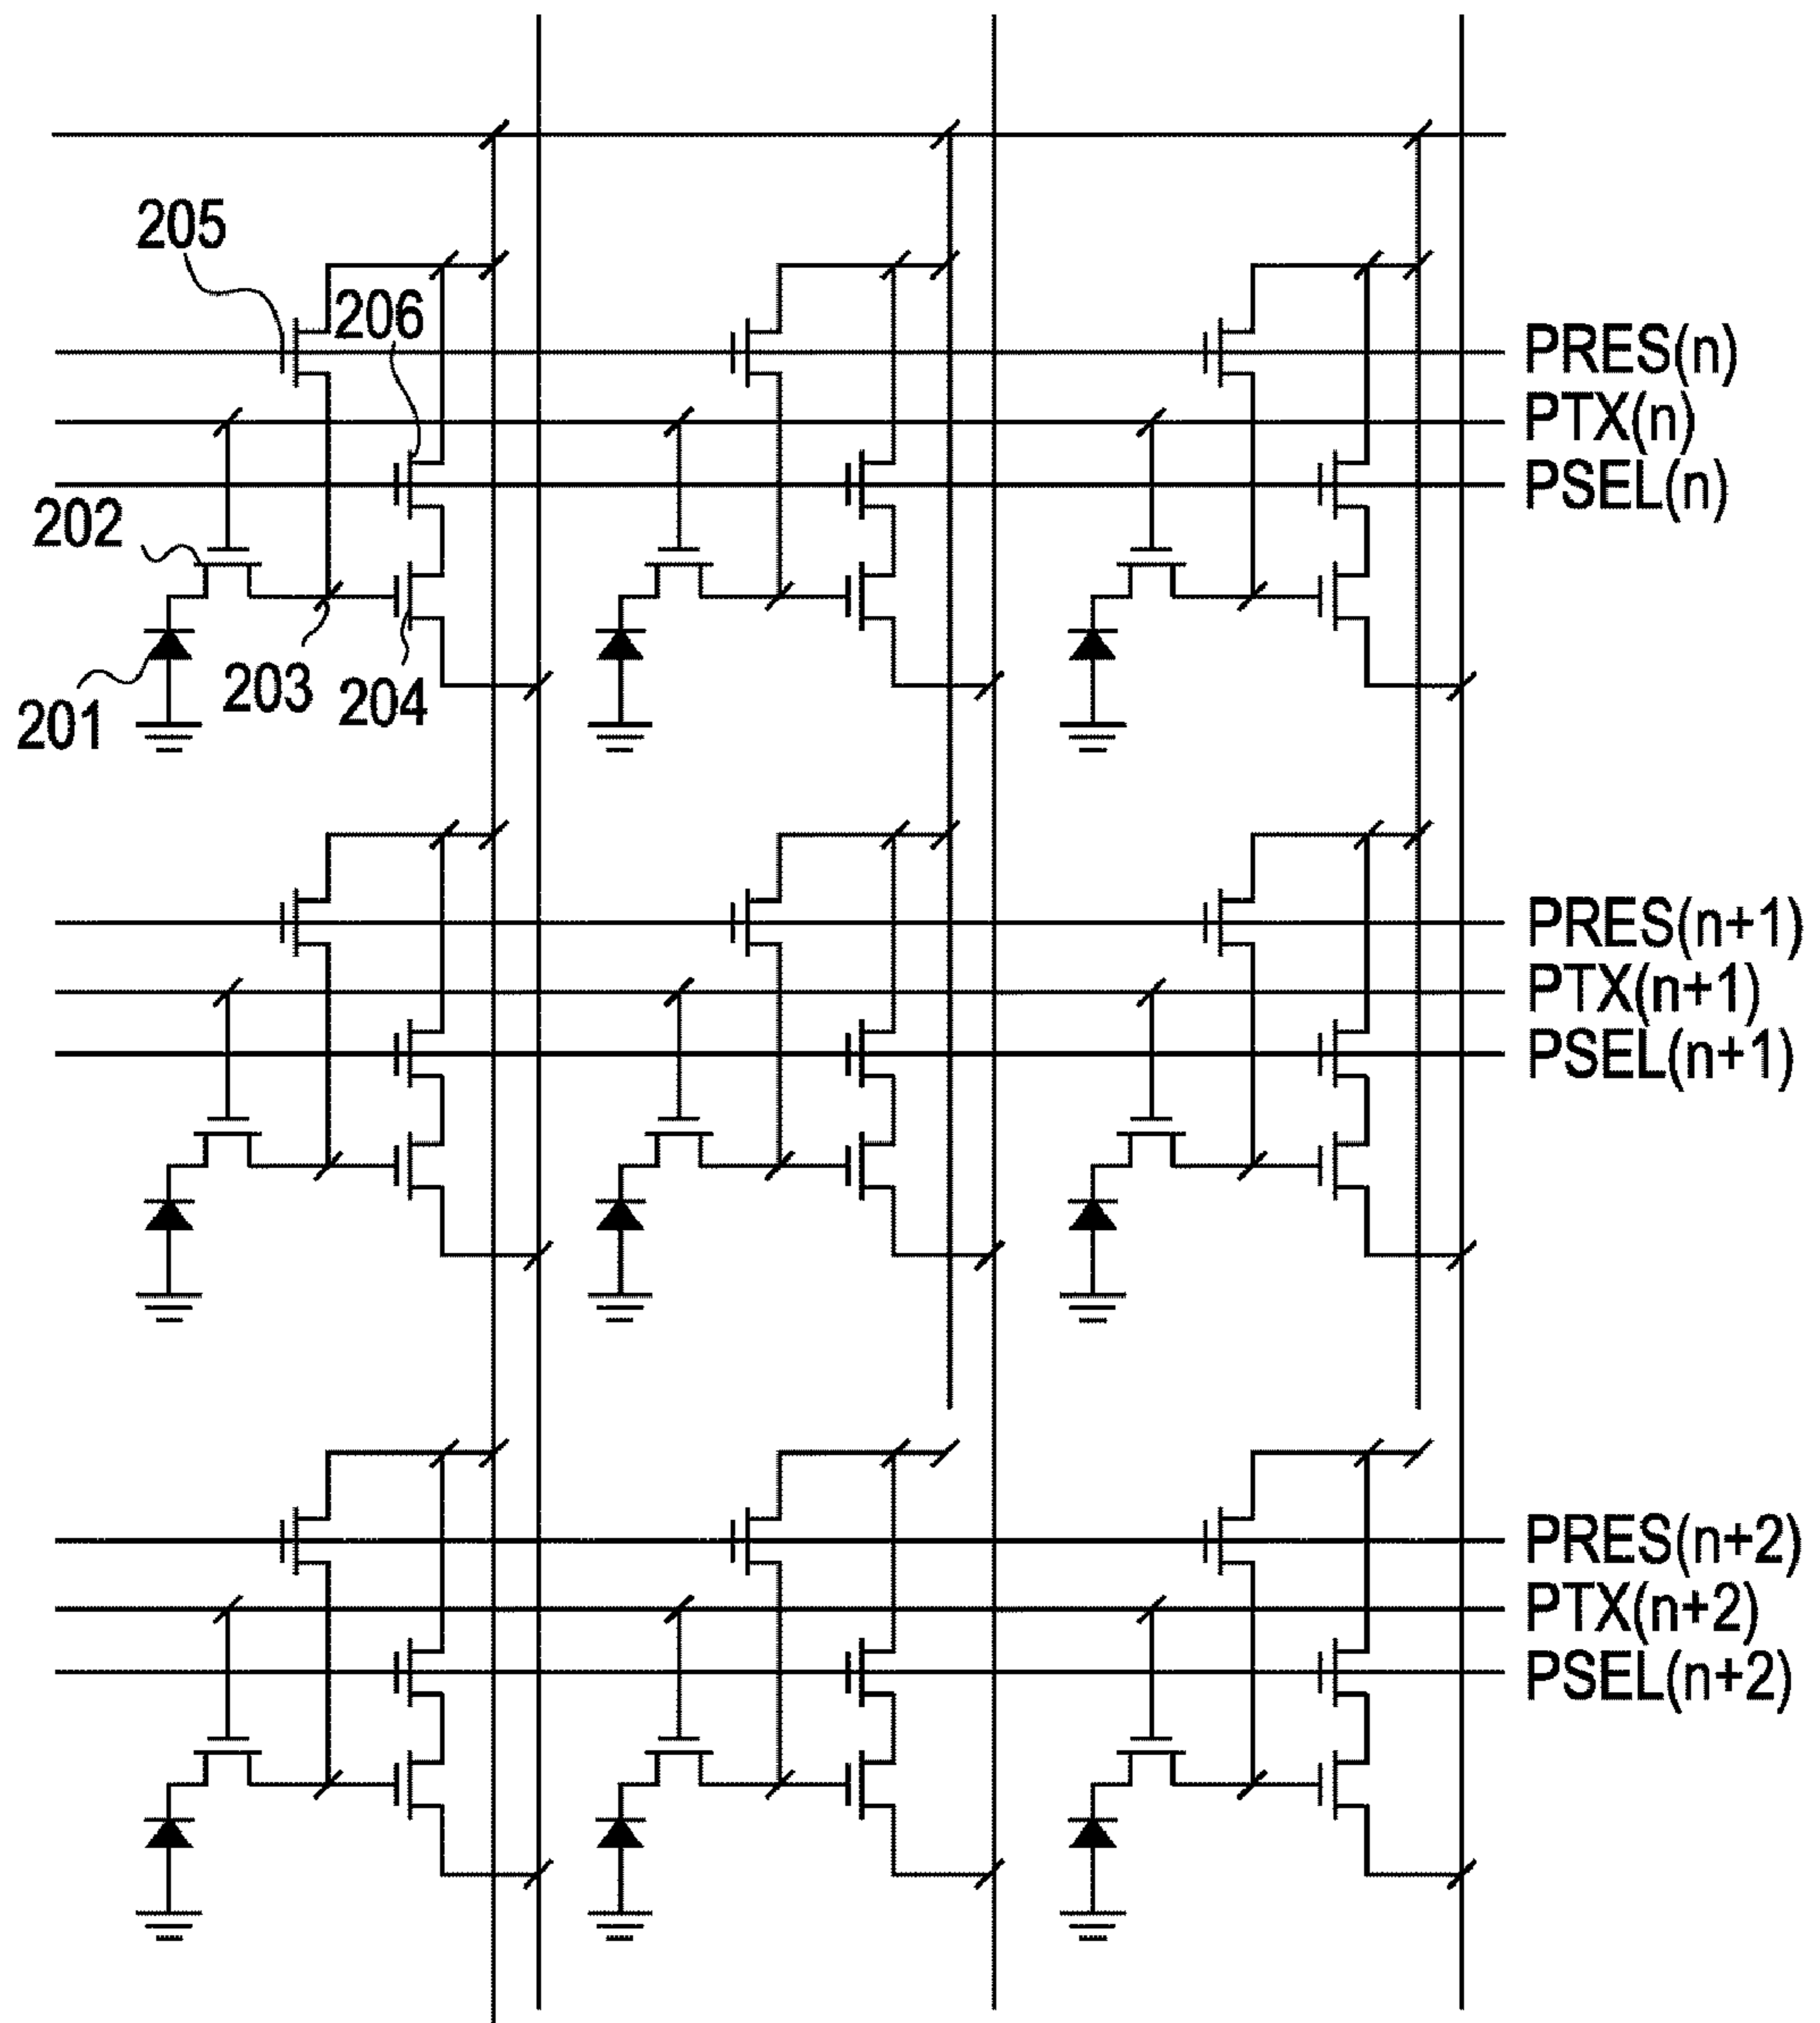 205
206
PRES(n)
PTX(n)
PSEL(n)
202
201
203
204
PRES(n+1)
PTX(n+1)
PSEL(n+1)
PRES(n+2)
PTX(n+2)
PSEL(n+2)